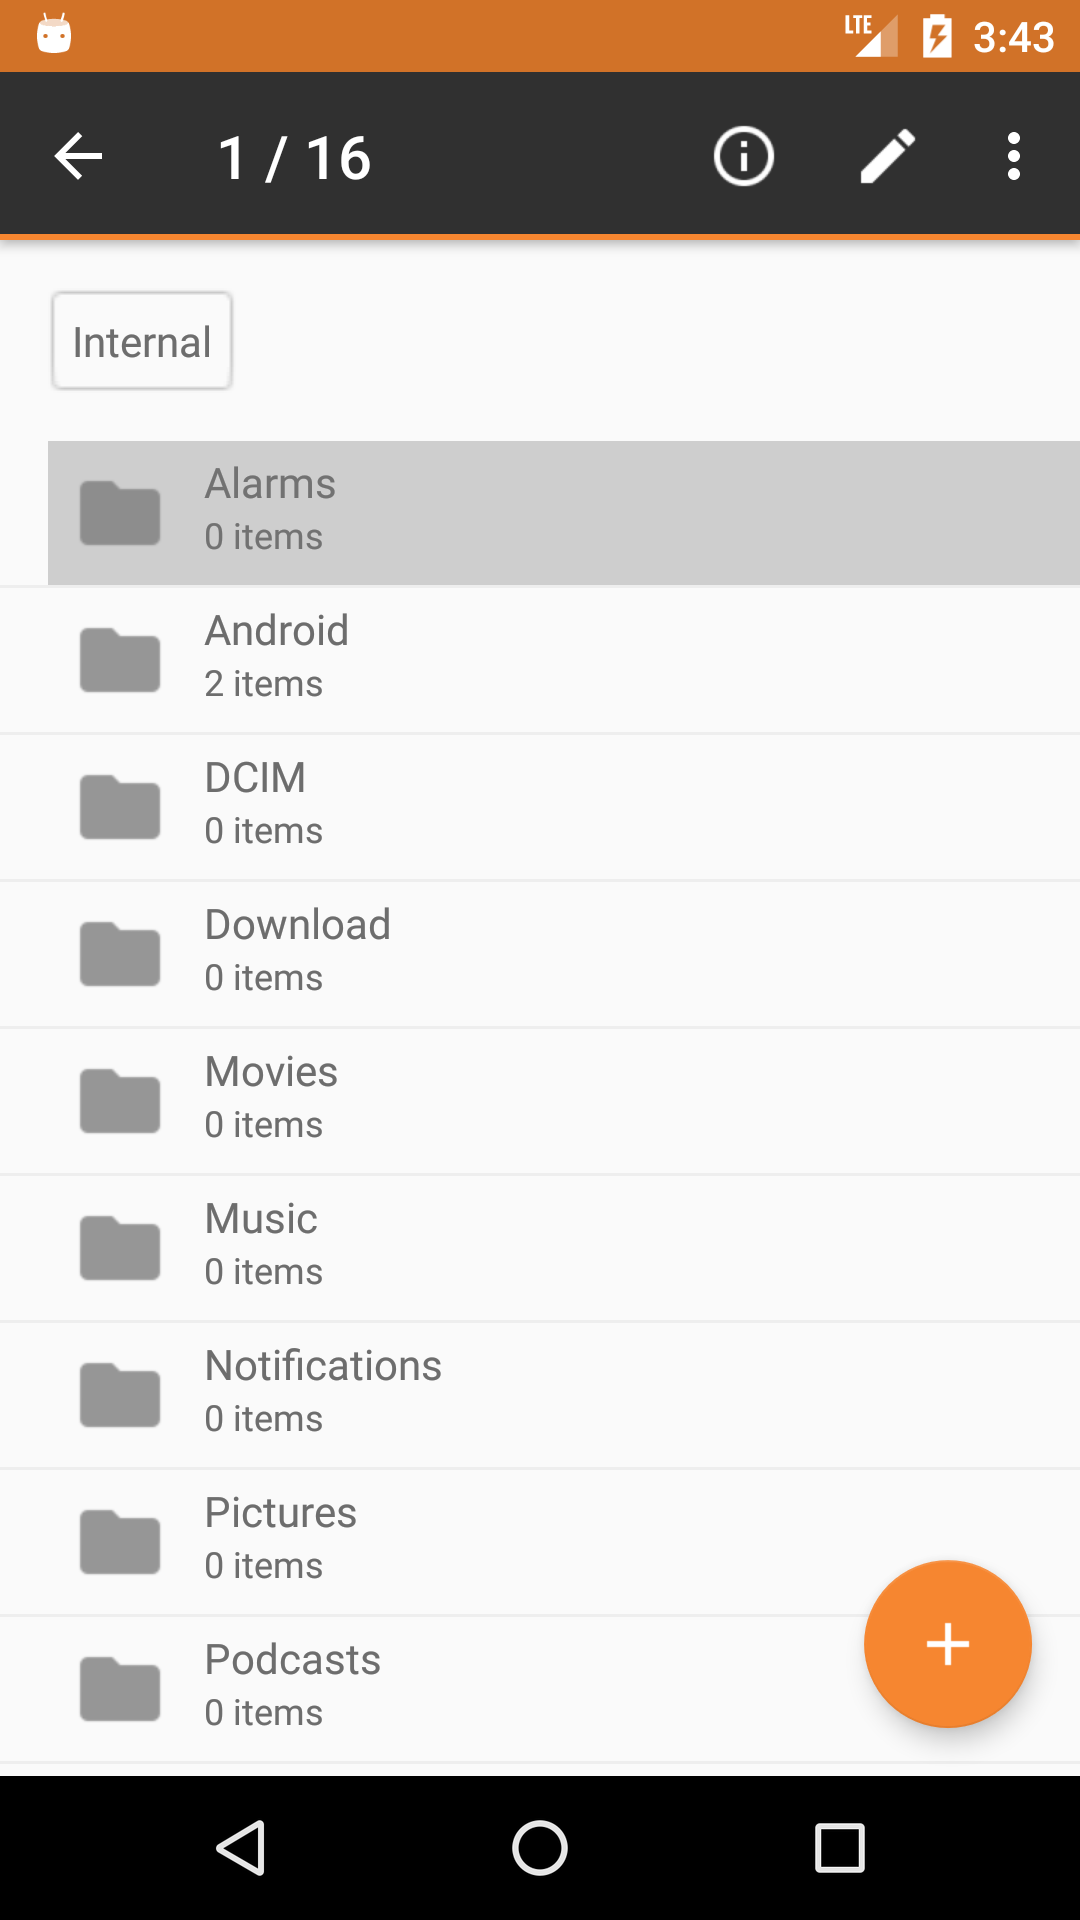 LTE 3:43
1 / 16
Internal
Alarms
0 items
Android
2 items
DCIM
0 items
Download
0 items
Movies
0 items
Music
0 items
Notifications
0 items
Pictures
0 items
Podcasts
0 items